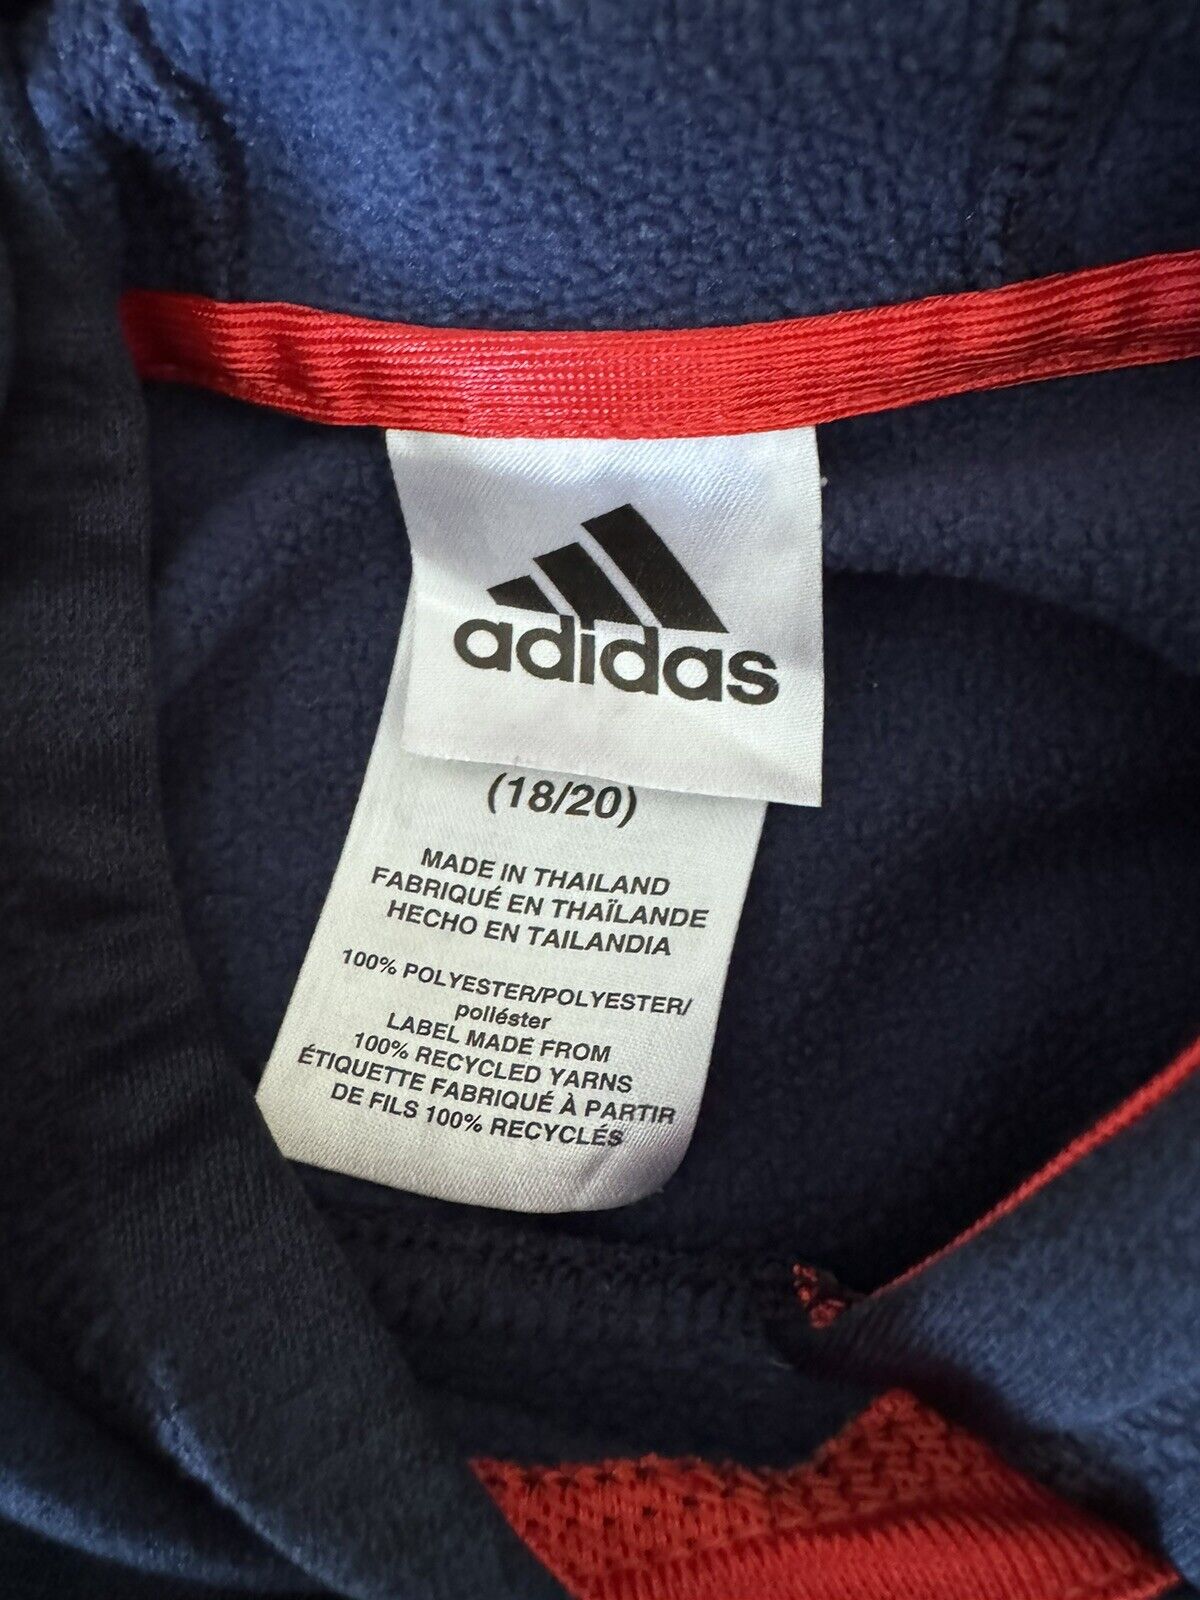 adidas
(18/20)
MADE IN THAILAND
FABRIQUÉ EN THAÏLANDE
HECHO EN TAILANDIA
100% POLYESTER/POLYESTER/
poliéster
LABEL MADE FROM
100% RECYCLED YARNS
ÉTIQUETTE FABRIQUÉ À PARTIR
DE FILS 100% RECYCLÉS